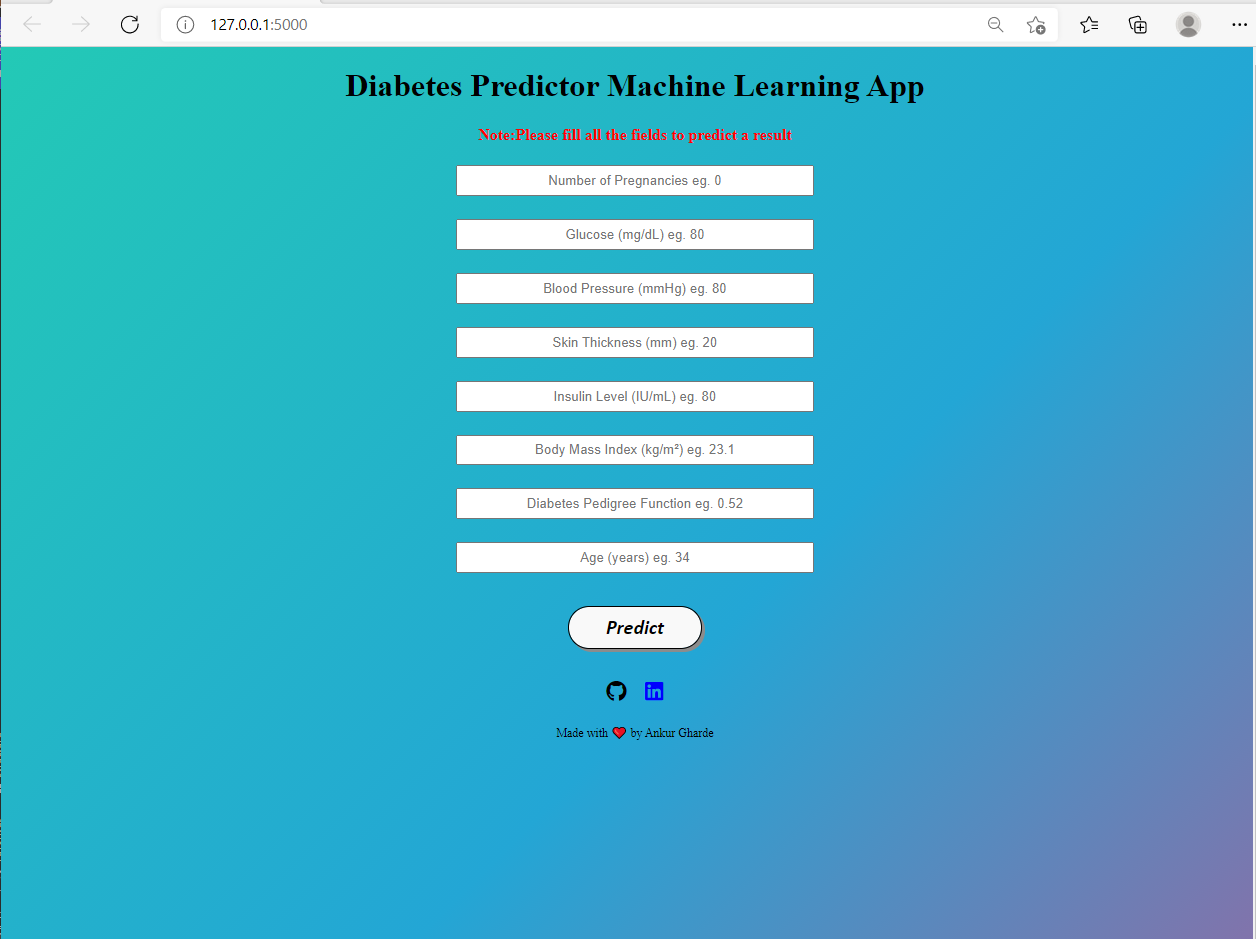 127.0.0.1:5000
Diabetes Predictor Machine Learning App
Note:Please fill all the fields to predict a result
Number of Pregnancies eg. 0
Glucose (mg/dL) eg. 80
Blood Pressure (mmHg) eg. 80
Skin Thickness (mm) eg. 20
Insulin Level (IU/mL) eg. 80
Body Mass Index (kg/m²) eg. 23.1
Diabetes Pedigree Function eg. 0.52
Age (years) eg. 34
Predict
in
Made with ❤ by Ankur Gharde